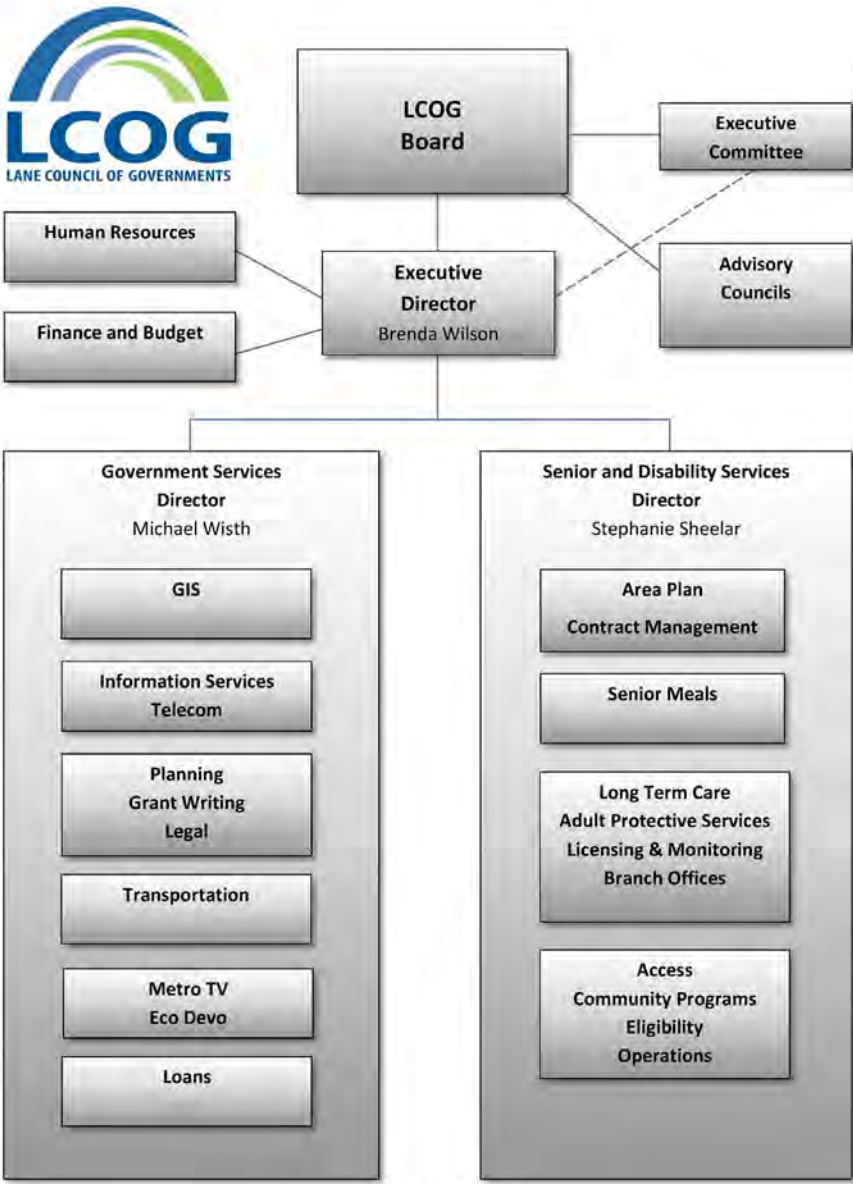 LCOG
LANE COUNCIL OF GOVERNMENTS
LCOG
Board
Executive
Committee
Human Resources
Executive
Director
Brenda Wilson
Advisory
Councils
Finance and Budget
Government Services
Director
Michael Wisth
GIS
Information Services
Telecom
Planning
Grant Writing
Legal
Transportation
Metro TV
Eco Devo
Loans
Senior and Disability Services
Director
Stephanie Sheelar
Area Plan
Contract Management
Senior Meals
Long Term Care
Adult Protective Services
Licensing & Monitoring
Branch Offices
Access
Community Programs
Eligibility
Operations